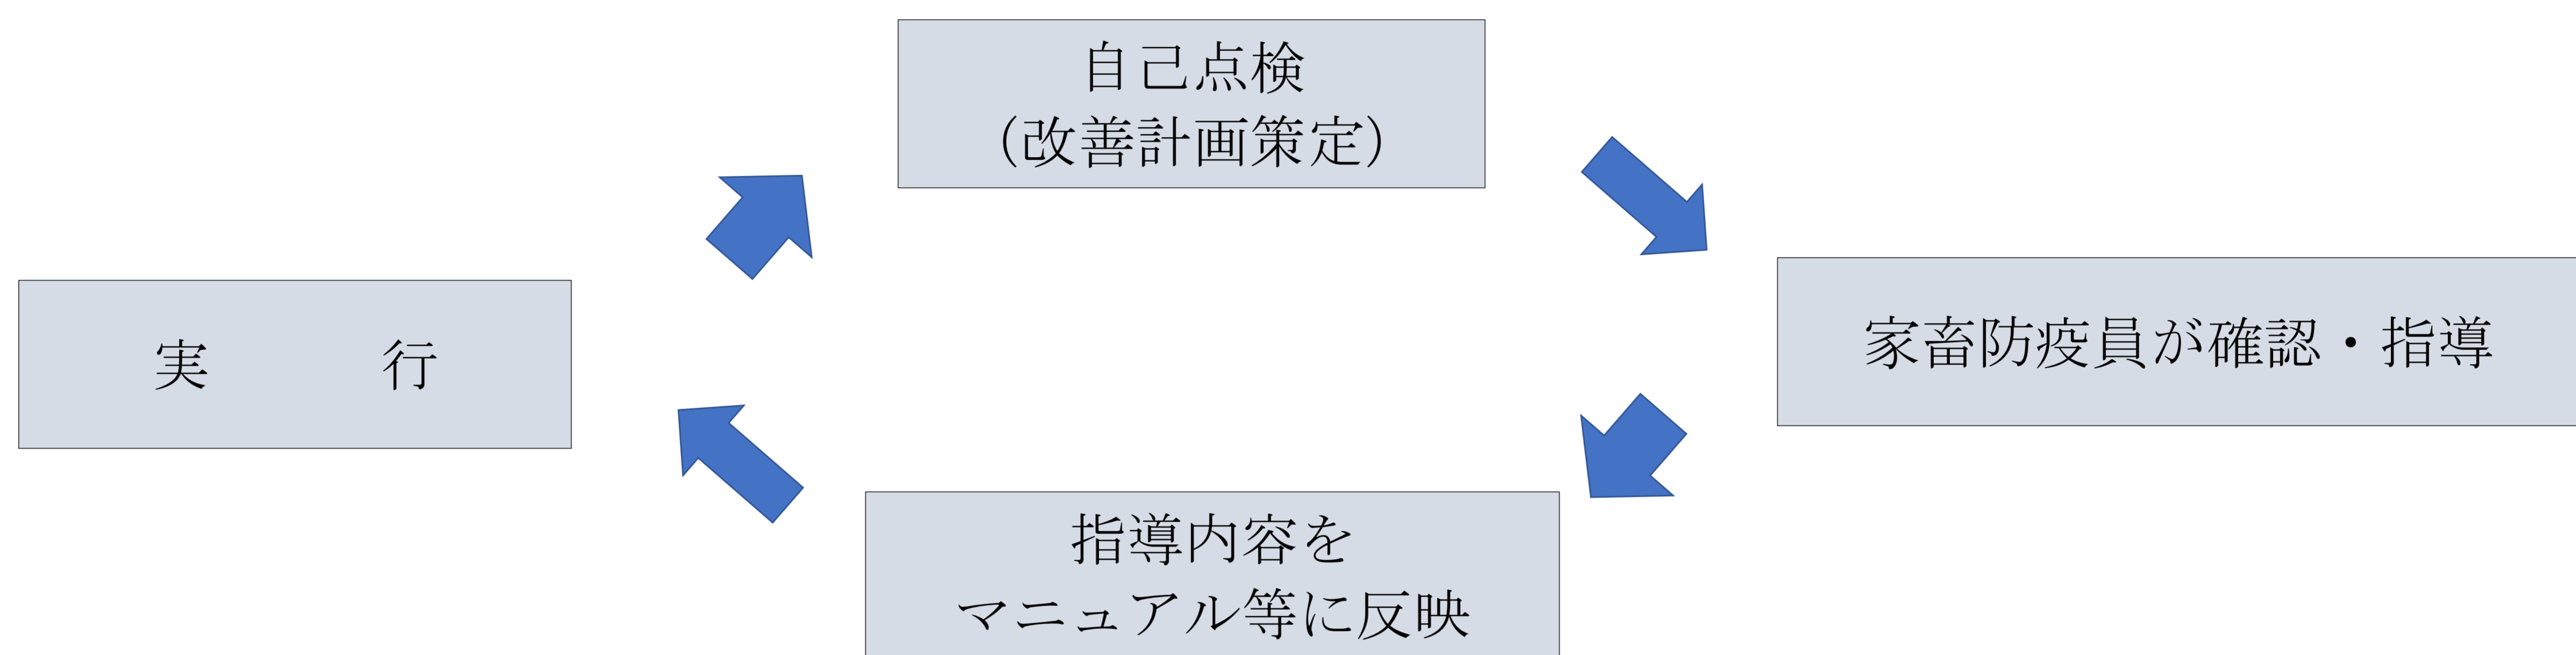 自己点検
（改善計画策定）
家畜防疫員が確認・指導
指導内容を
マニュアル等に反映
実　　　行